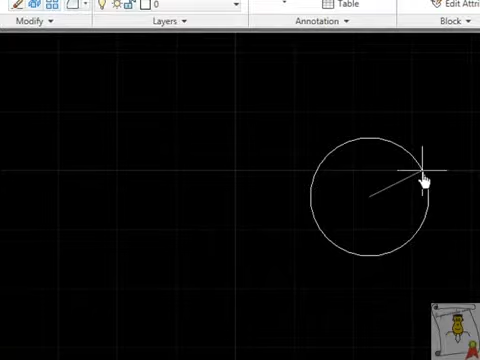 0
Table
Edit Attri
Modify
Layers
Annotation
Block